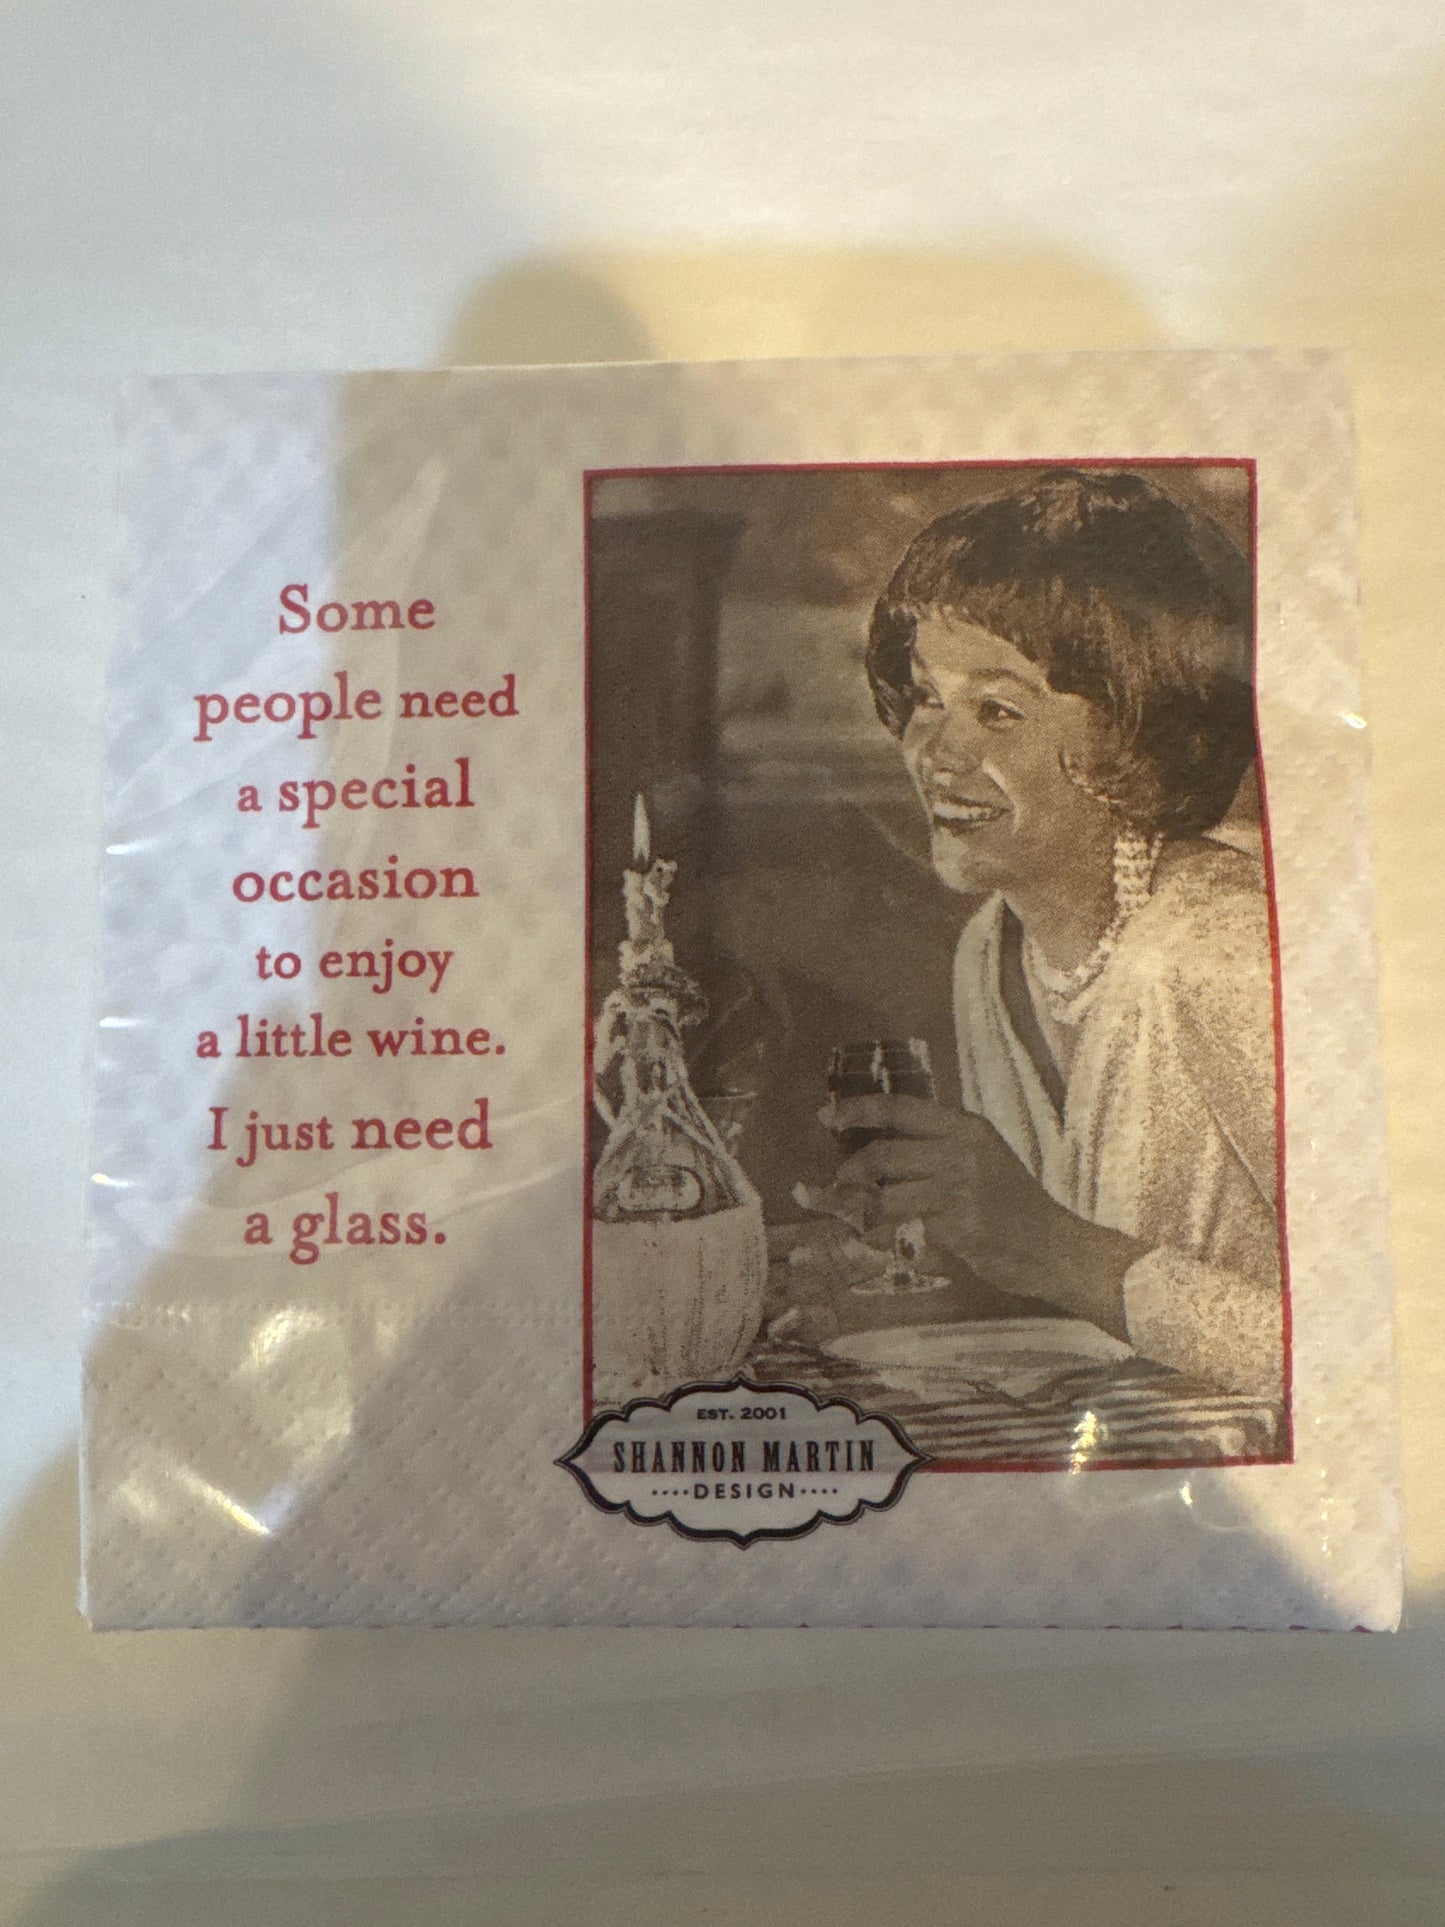 Some
people need
a special
occasion
to enjoy
a little wine.
I just need
a glass.
EST. 2001
SHANNON MARTIN
····DESIGN····